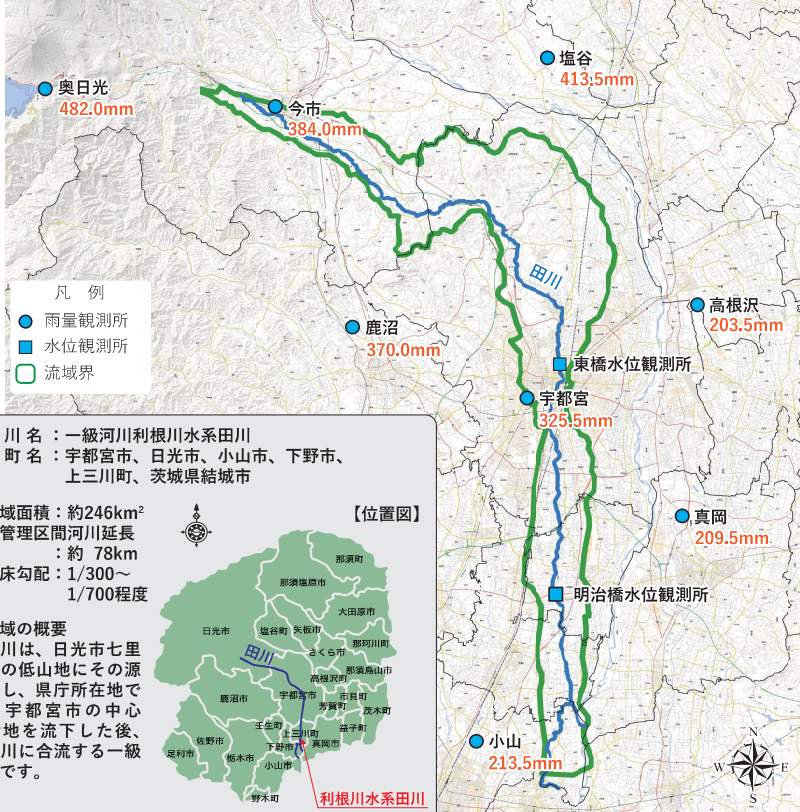 塩谷
413.5mm
奥日光
482.0mm
今市
384.0mm
田川
凡 例
雨量観測所
水位観測所
流域界
高根沢
203.5mm
鹿沼
370.0mm
東橋水位観測所
宇都宮
325.5mm
真岡
209.5mm
明治橋水位観測所
小山
213.5mm
N
W E
S
川 名 : 一級河川利根川水系田川
町 名 : 宇都宮市、日光市、小山市、下野市、
上三川町、茨城県結城市
域面積 : 約246km²
管理区間河川延長
: 約 78km
床勾配 : 1/300～
1/700程度
域の概要
川は、日光市七里
の低山地にその源
し、県庁所在地で
宇都宮市の中心
地を流下した後、
川に合流する一級
です。
【位置図】
那須町
那須塩原市
大田原市
日光市
塩谷町
矢板市
那珂川町
さくら市
田川
那須烏山市
高根沢町
鹿沼市
宇都宮市
市貝町
芳賀町
茂木町
壬生町
益子町
上三川町
佐野市
下野市
真岡市
足利市
栃木市
小山市
野木町
利根川水系田川